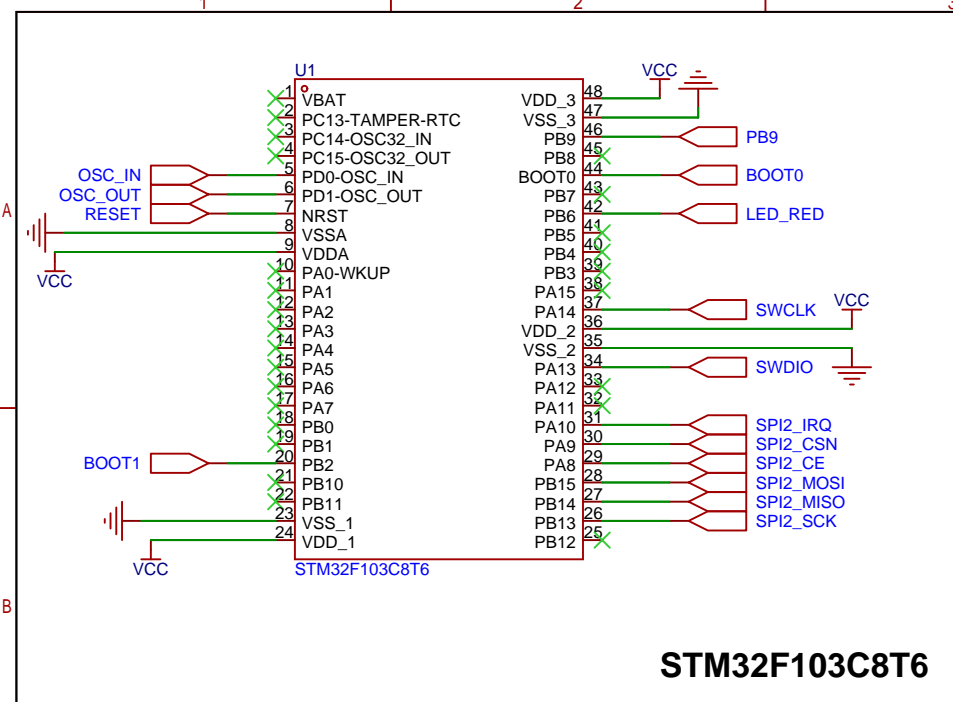 1 2 3
U1
1 VBAT
2 PC13-TAMPER-RTC
3 PC14-OSC32_IN
4 PC15-OSC32_OUT
OSC_IN 5 PD0-OSC_IN
OSC_OUT 6 PD1-OSC_OUT
RESET 7 NRST
8 VSSA
9 VDDA
VCC
10 PA0-WKUP
11 PA1
12 PA2
13 PA3
14 PA4
15 PA5
16 PA6
17 PA7
18 PB0
19 PB1
BOOT1 20 PB2
21 PB10
22 PB11
23 VSS_1
24 VDD_1
VCC
VCC
VDD_3 48
VSS_3 47
PB9 46 PB9
PB8 45
BOOT0 44 BOOT0
PB7 43
PB6 42 LED_RED
PB5 41
PB4 40
PB3 39
PA15 38
PA14 37 SWCLK
VCC
VDD_2 36
VSS_2 35
PA13 34 SWDIO
PA12 33
PA11 32
PA10 31 SPI2_IRQ
PA9 30 SPI2_CSN
PA8 29 SPI2_CE
PB15 28 SPI2_MOSI
PB14 27 SPI2_MISO
PB13 26 SPI2_SCK
PB12 25
STM32F103C8T6
A
B
STM32F103C8T6